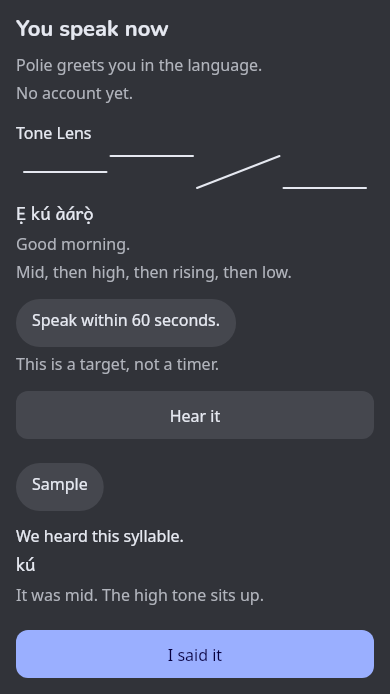 You speak now
Polie greets you in the language.
No account yet.
Tone Lens
Ẹ kú àárọ̀
Good morning.
Mid, then high, then rising, then low.
Speak within 60 seconds.
This is a target, not a timer.
Hear it
Sample
We heard this syllable.
kú
It was mid. The high tone sits up.
I said it